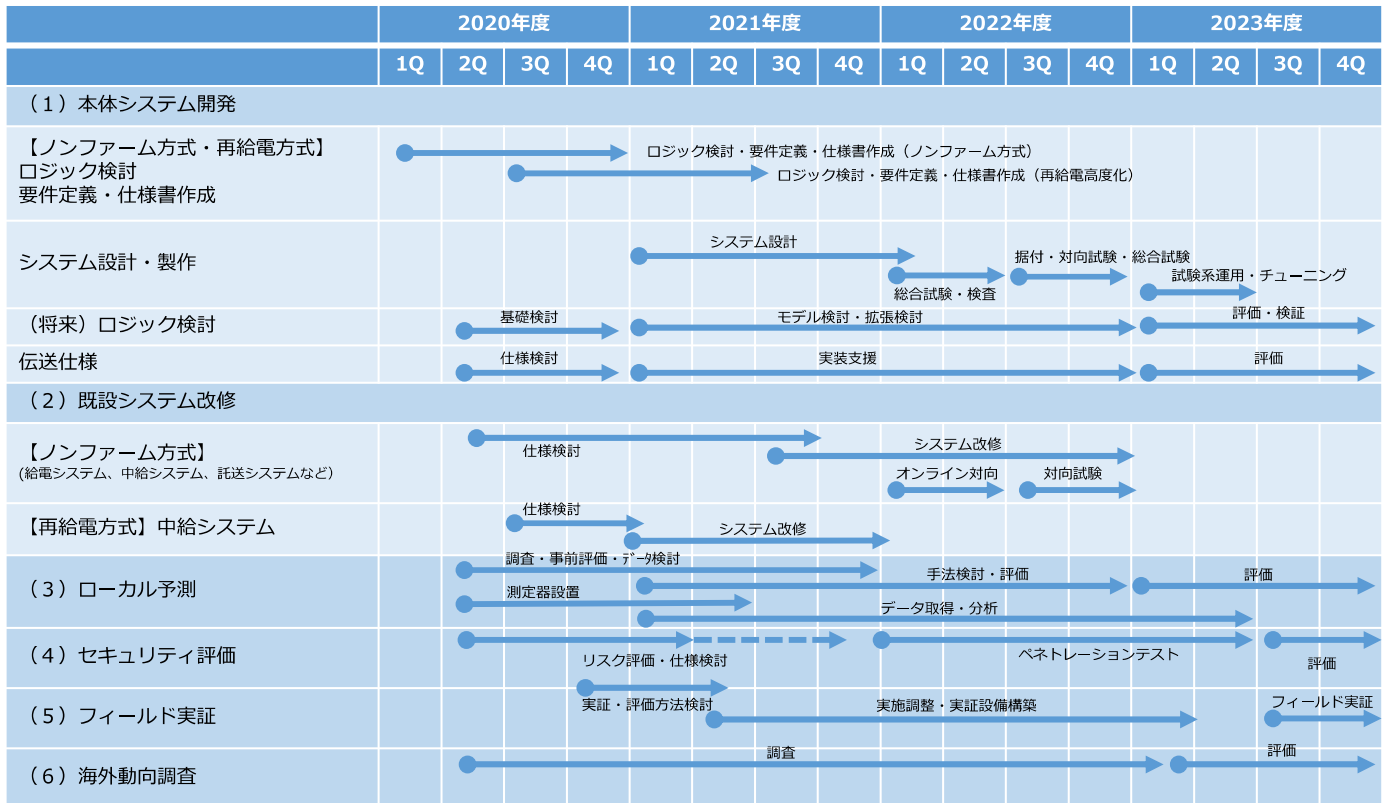 2020年度 2021年度 2022年度 2023年度
1Q 2Q 3Q 4Q 1Q 2Q 3Q 4Q 1Q 2Q 3Q 4Q 1Q 2Q 3Q 4Q
（１）本体システム開発
【ノンファーム方式・再給電方式】
ロジック検討
要件定義・仕様書作成
ロジック検討・要件定義・仕様書作成（ノンファーム方式）
ロジック検討・要件定義・仕様書作成（再給電高度化）
システム設計・製作
システム設計
総合試験・検査
据付・対向試験・総合試験
試験系運用・チューニング
（将来）ロジック検討
基礎検討
モデル検討・拡張検討
評価・検証
伝送仕様
仕様検討
実装支援
評価
（２）既設システム改修
【ノンファーム方式】
(給電システム、中給システム、託送システムなど）
仕様検討
システム改修
オンライン対向
対向試験
【再給電方式】中給システム
仕様検討
システム改修
（３）ローカル予測
調査・事前評価・ﾃﾞｰﾀ検討
手法検討・評価
評価
測定器設置
データ取得・分析
（４）セキュリティ評価
リスク評価・仕様検討
ペネトレーションテスト
評価
（５）フィールド実証
実証・評価方法検討
実施調整・実証設備構築
フィールド実証
（６）海外動向調査
調査
評価